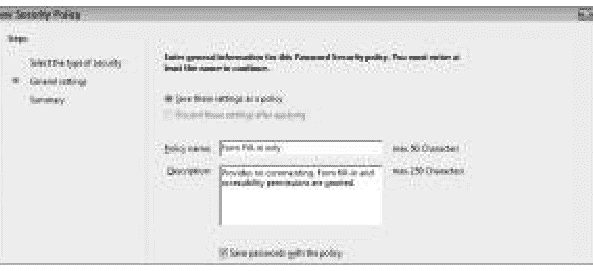 New Security Policy
Steps:
Select the type of security
General settings
Summary
Enter general information for this Password Security policy. You must enter at
least the name to continue.
Save these settings as a policy
Discard these settings after applying
Policy name: Form fill-in only max. 50 Characters
Description: Provides no commenting. Form fill-in and max. 250 Characters
accessibility permissions are granted.
Save passwords with the policy